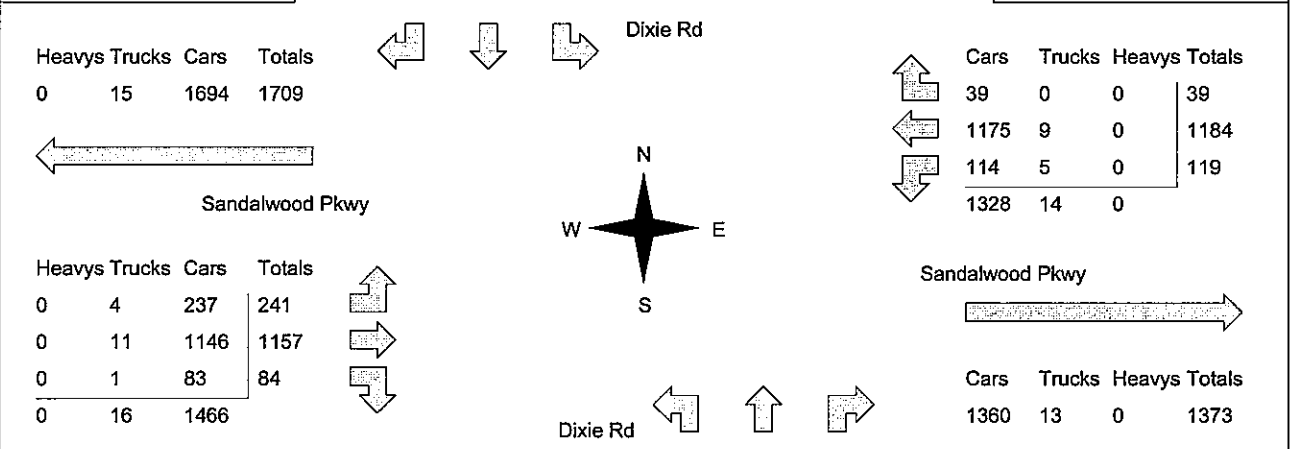 Dixie Rd
Heavys Trucks Cars Totals
0 15 1694 1709
Sandalwood Pkwy
Cars Trucks Heavys Totals
39 0 0 39
1175 9 0 1184
114 5 0 119
1328 14 0
N
W E
S
Heavys Trucks Cars Totals
0 4 237 241
0 11 1146 1157
0 1 83 84
0 16 1466
Sandalwood Pkwy
Cars Trucks Heavys Totals
1360 13 0 1373
Dixie Rd